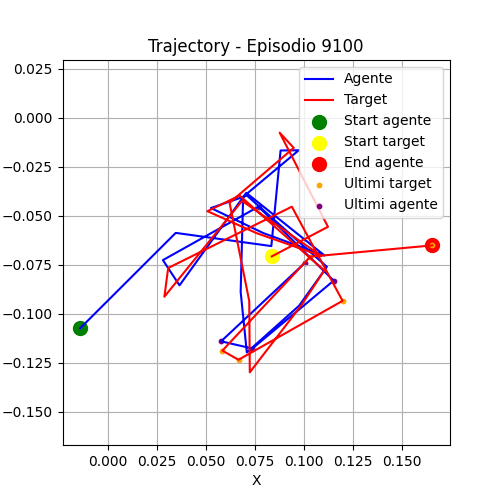 Trajectory - Episodio 9100
Agente
Target
Start agente
Start target
End agente
Ultimi target
Ultimi agente
0.025
0.000
−0.025
−0.050
−0.075
−0.100
−0.125
−0.150
0.000 0.025 0.050 0.075 0.100 0.125 0.150
X